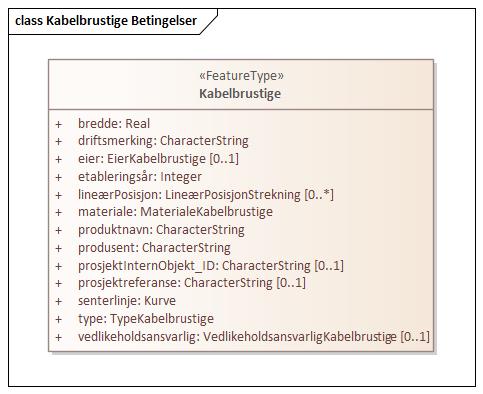 class Kabelbrustige Betingelser
«FeatureType»
Kabelbrustige
+ bredde: Real
+ driftsmerking: CharacterString
+ eier: EierKabelbrustige [0..1]
+ etableringsår: Integer
+ lineærPosisjon: LineærPosisjonStrekning [0..*]
+ materiale: MaterialeKabelbrustige
+ produktnavn: CharacterString
+ produsent: CharacterString
+ prosjektInternObjekt_ID: CharacterString [0..1]
+ prosjektreferanse: CharacterString [0..1]
+ senterlinje: Kurve
+ type: TypeKabelbrustige
+ vedlikeholdsansvarlig: VedlikeholdsansvarligKabelbrustige [0..1]